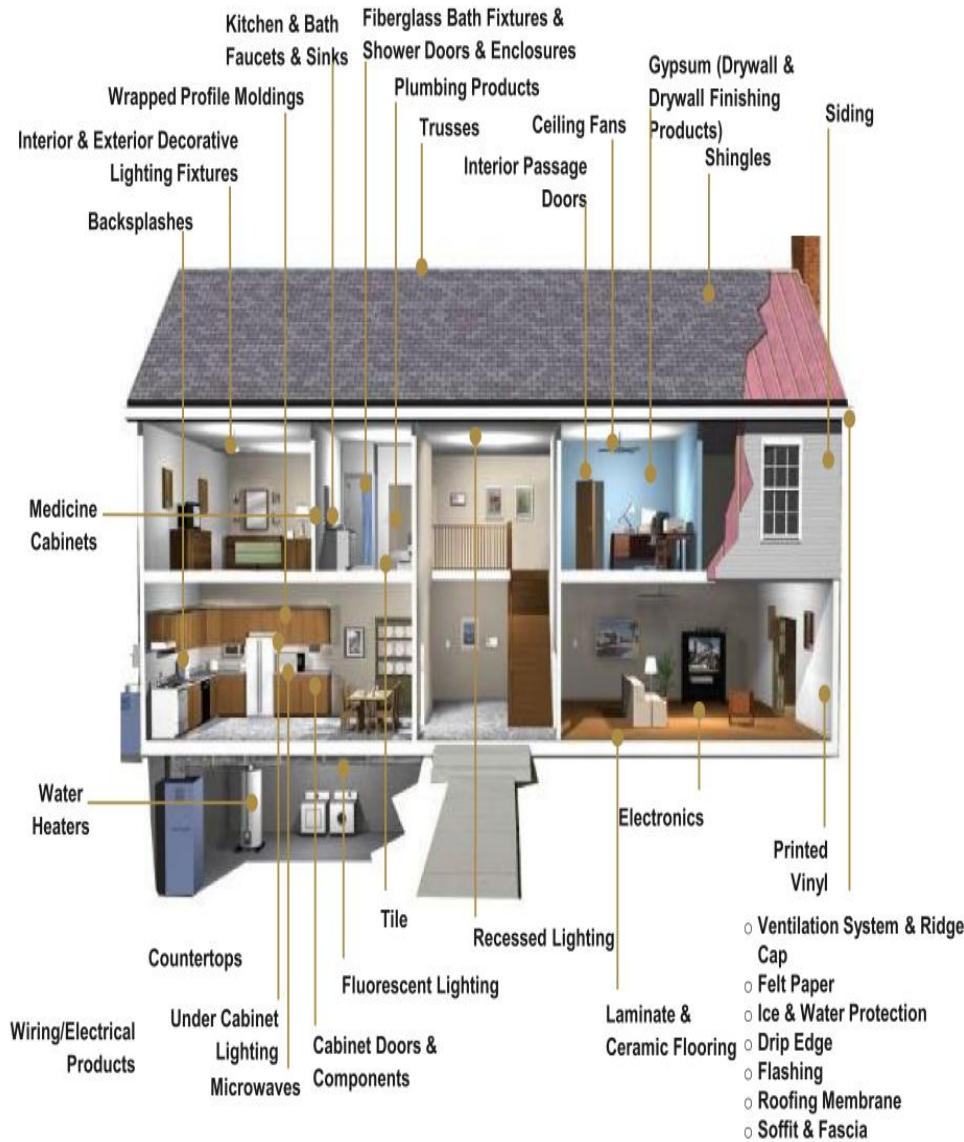 Kitchen & Bath
Faucets & Sinks
Fiberglass Bath Fixtures &
Shower Doors & Enclosures
Gypsum (Drywall &
Drywall Finishing
Products)
Wrapped Profile Moldings
Plumbing Products
Trusses
Ceiling Fans
Siding
Interior & Exterior Decorative
Lighting Fixtures
Interior Passage
Doors
Shingles
Backsplashes
Medicine
Cabinets
Water
Heaters
Electronics
Printed
Vinyl
Tile
Recessed Lighting
Countertops
Fluorescent Lighting
Wiring/Electrical
Products
Under Cabinet
Lighting
Microwaves
Cabinet Doors &
Components
Laminate &
Ceramic Flooring
○ Ventilation System & Ridge
Cap
○ Felt Paper
○ Ice & Water Protection
○ Drip Edge
○ Flashing
○ Roofing Membrane
○ Soffit & Fascia